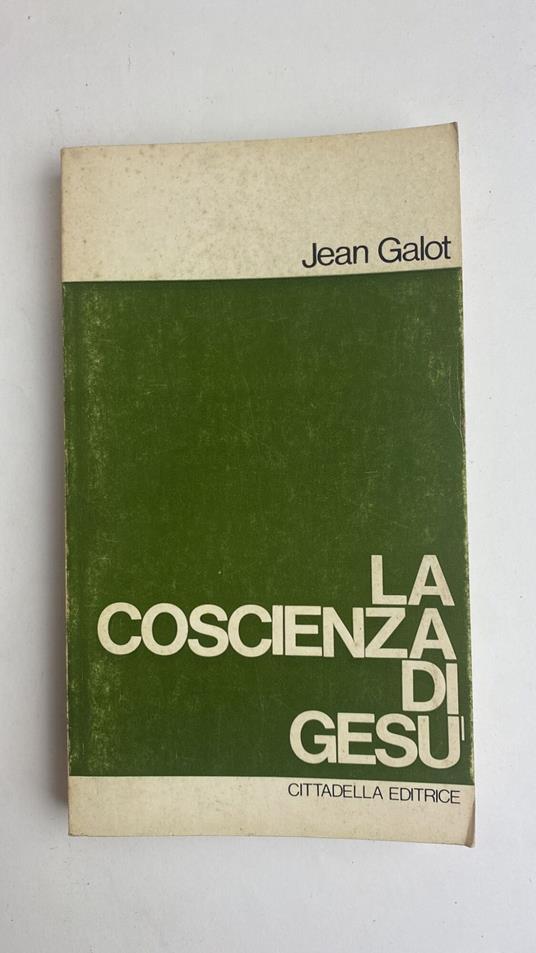 Jean Galot
LA
COSCIENZA
DI
GESU'
CITTADELLA EDITRICE